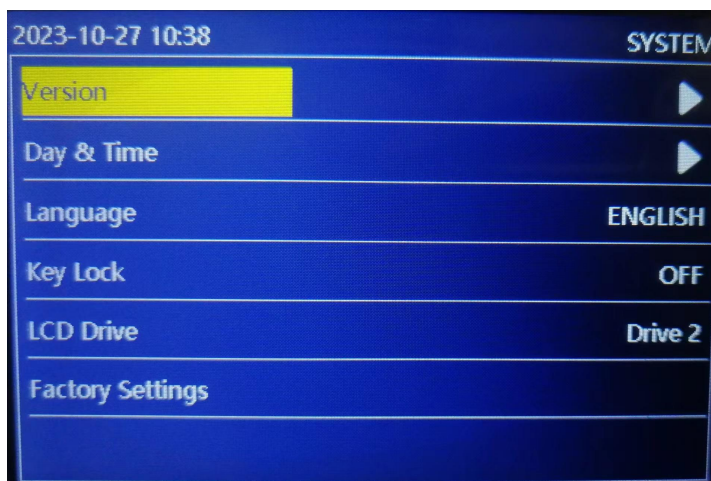 2023-10-27 10:38 SYSTEM
Version
Day & Time
Language ENGLISH
Key Lock OFF
LCD Drive Drive 2
Factory Settings